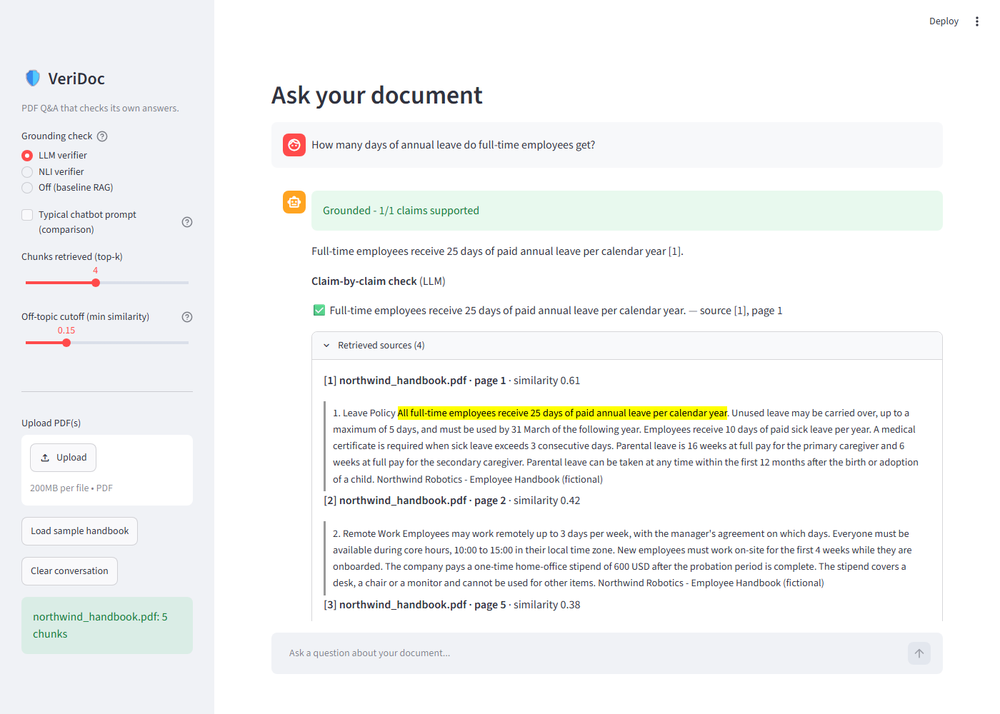 Deploy
VeriDoc
PDF Q&A that checks its own answers.
Grounding check
LLM verifier
NLI verifier
Off (baseline RAG)
Typical chatbot prompt
(comparison)
Chunks retrieved (top-k)
4
Off-topic cutoff (min similarity)
0.15
Upload PDF(s)
Upload
200MB per file • PDF
Load sample handbook
Clear conversation
northwind_handbook.pdf: 5
chunks
Ask your document
How many days of annual leave do full-time employees get?
Grounded - 1/1 claims supported
Full-time employees receive 25 days of paid annual leave per calendar year [1].
Claim-by-claim check (LLM)
Full-time employees receive 25 days of paid annual leave per calendar year. — source [1], page 1
Retrieved sources (4)
[1] northwind_handbook.pdf · page 1 · similarity 0.61
1. Leave Policy All full-time employees receive 25 days of paid annual leave per calendar year. Unused leave may be carried over, up to a
maximum of 5 days, and must be used by 31 March of the following year. Employees receive 10 days of paid sick leave per year. A medical
certificate is required when sick leave exceeds 3 consecutive days. Parental leave is 16 weeks at full pay for the primary caregiver and 6
weeks at full pay for the secondary caregiver. Parental leave can be taken at any time within the first 12 months after the birth or adoption
of a child. Northwind Robotics - Employee Handbook (fictional)
[2] northwind_handbook.pdf · page 2 · similarity 0.42
2. Remote Work Employees may work remotely up to 3 days per week, with the manager's agreement on which days. Everyone must be
available during core hours, 10:00 to 15:00 in their local time zone. New employees must work on-site for the first 4 weeks while they are
onboarded. The company pays a one-time home-office stipend of 600 USD after the probation period is complete. The stipend covers a
desk, a chair or a monitor and cannot be used for other items. Northwind Robotics - Employee Handbook (fictional)
[3] northwind_handbook.pdf · page 5 · similarity 0.38
Ask a question about your document...